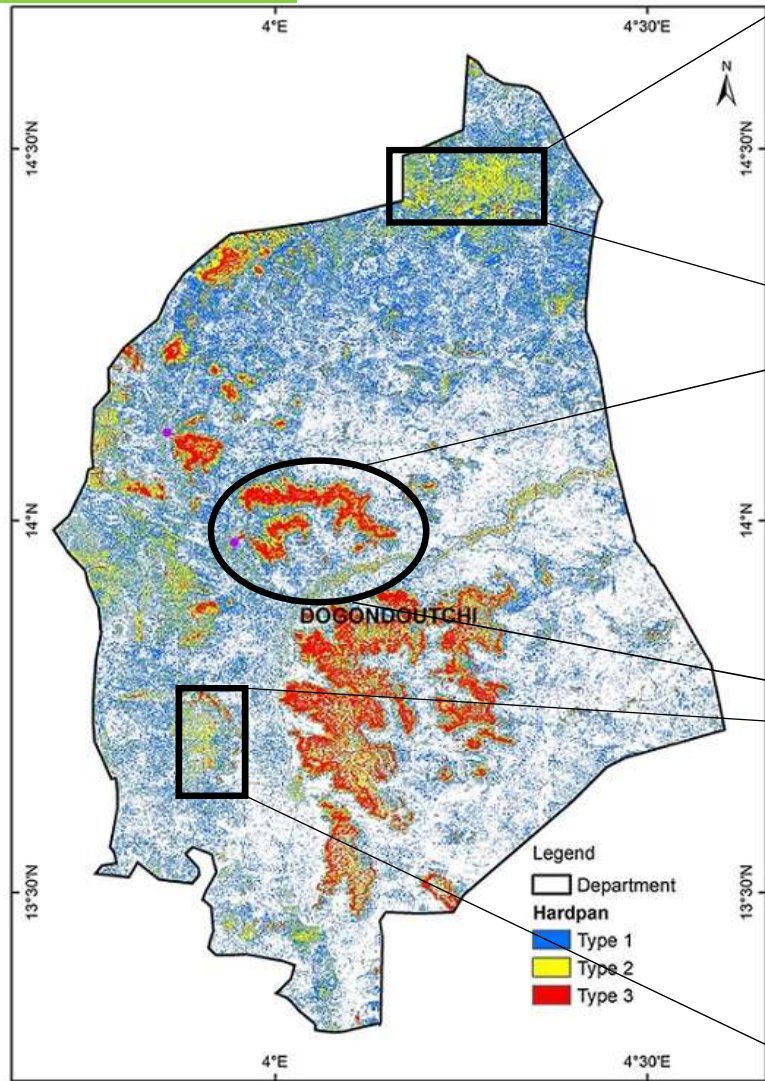 4°E
4°30'E
N
14°30'N
14°30'N
14°N
14°N
DOGONDOUTCHI
13°30'N
13°30'N
Legend
Department
Hardpan
Type 1
Type 2
Type 3
4°E
4°30'E